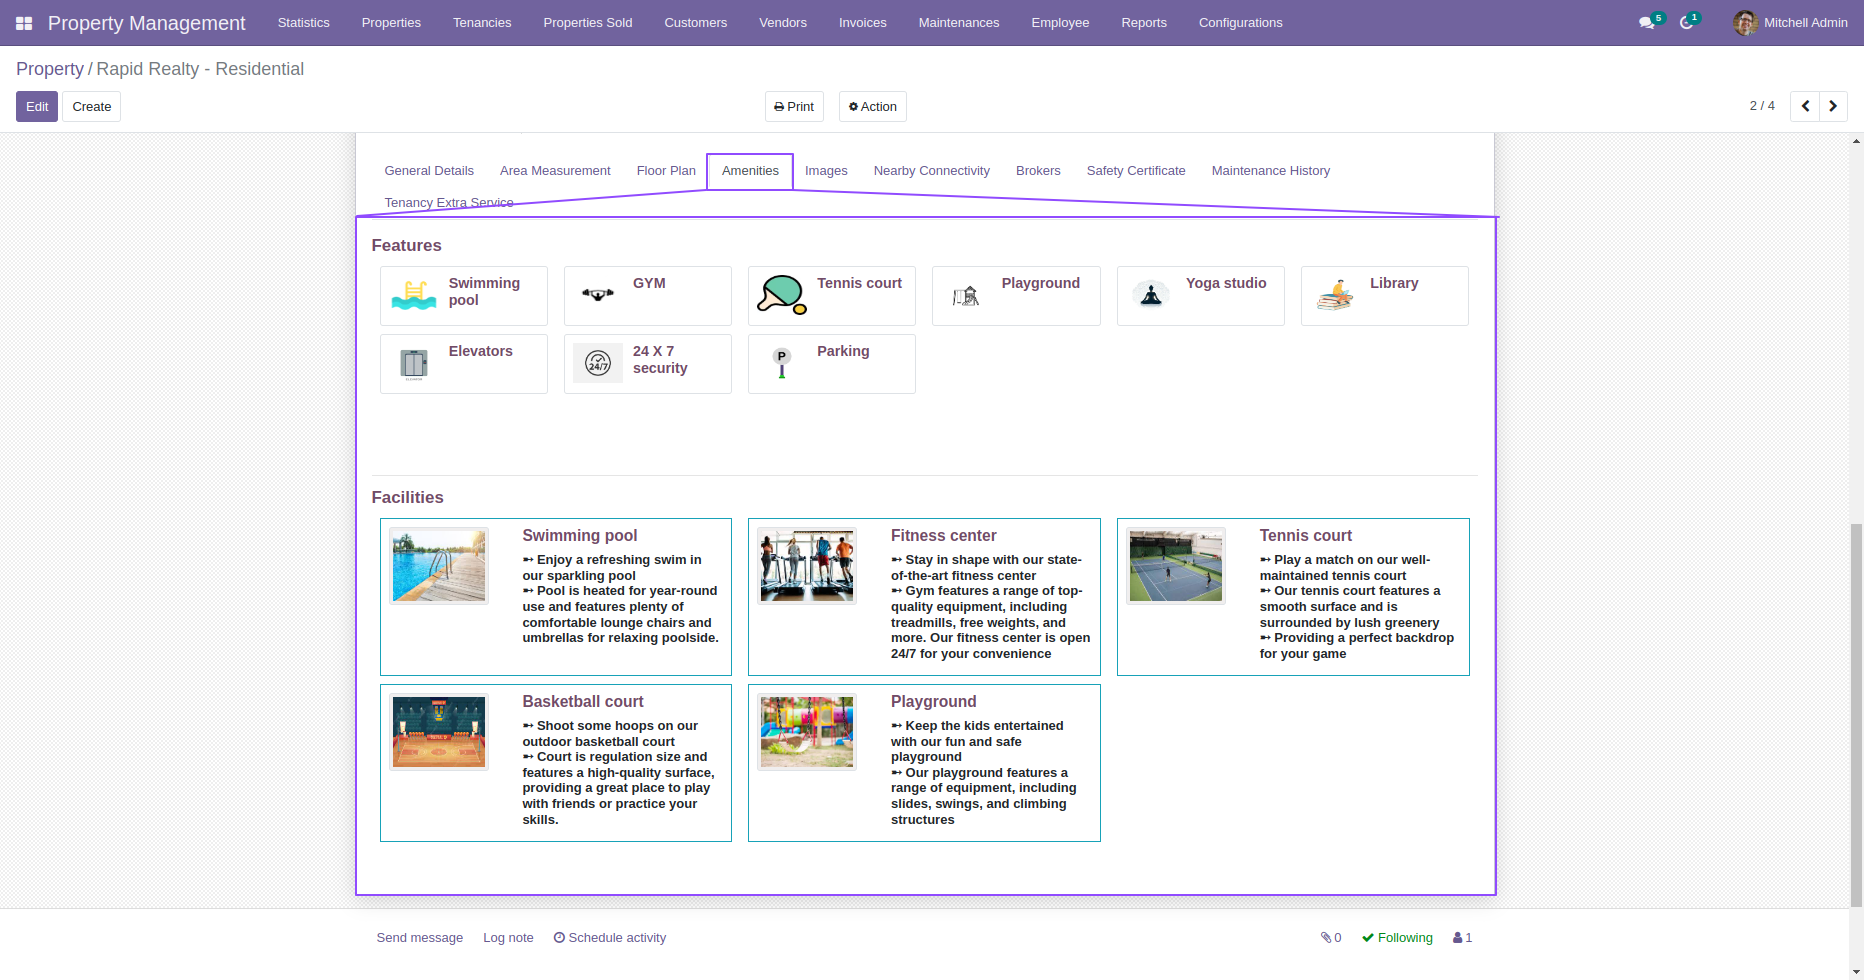 Property Management Statistics Properties Tenancies Properties Sold Customers Vendors Invoices Maintenances Employee Reports Configurations 5 1 Mitchell Admin
Property / Rapid Realty - Residential
Edit Create Print Action 2 / 4
General Details Area Measurement Floor Plan Amenities Images Nearby Connectivity Brokers Safety Certificate Maintenance History
Tenancy Extra Service
Features
Swimming
pool
GYM
Tennis court
Playground
Yoga studio
Library
Elevators
24/7
24 X 7
security
P
Parking
Facilities
Swimming pool
➸ Enjoy a refreshing swim in
our sparkling pool
➸ Pool is heated for year-round
use and features plenty of
comfortable lounge chairs and
umbrellas for relaxing poolside.
Fitness center
➸ Stay in shape with our state-
of-the-art fitness center
➸ Gym features a range of top-
quality equipment, including
treadmills, free weights, and
more. Our fitness center is open
24/7 for your convenience
Tennis court
➸ Play a match on our well-
maintained tennis court
➸ Our tennis court features a
smooth surface and is
surrounded by lush greenery
➸ Providing a perfect backdrop
for your game
Basketball court
➸ Shoot some hoops on our
outdoor basketball court
➸ Court is regulation size and
features a high-quality surface,
providing a great place to play
with friends or practice your
skills.
Playground
➸ Keep the kids entertained
with our fun and safe
playground
➸ Our playground features a
range of equipment, including
slides, swings, and climbing
structures
Send message Log note Schedule activity 0 Following 1